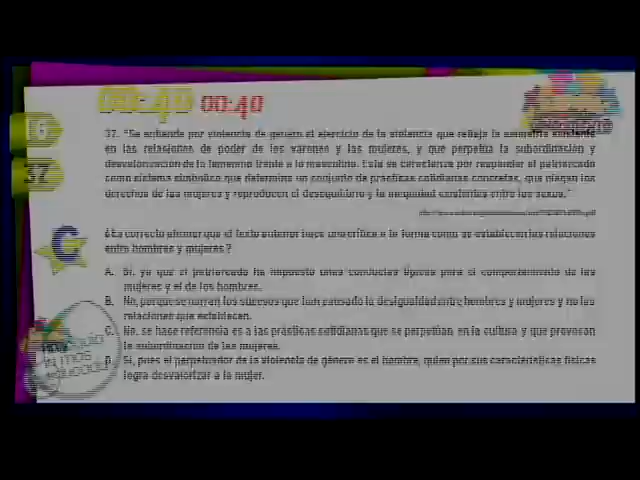 00:40 00:40
16
37. "Se entiende por violencia de género el ejercicio de la violencia que refleja la asimetría existente
en las relaciones de poder de los varones y las mujeres, y que perpetúa la subordinación y
desvalorización de lo femenino frente a lo masculino. Esta se caracteriza por responder al patriarcado
como sistema simbólico que determina un conjunto de prácticas cotidianas concretas, que niegan los
37
derechos de las mujeres y reproducen el desequilibrio y la inequidad existentes entre los sexos."
C
¿Es correcto afirmar que el texto anterior hace una crítica a la forma como se establecen las relaciones
entre hombres y mujeres?
A. Sí, ya que el patriarcado ha impuesto unas conductas típicas para el comportamiento de las
mujeres y el de los hombres.
B. No, porque se narran los sucesos que han causado la desigualdad entre hombres y mujeres y no las
relaciones que establecen.
C. No, se hace referencia es a las prácticas cotidianas que se perpetúan en la cultura y que provocan
la subordinación de las mujeres.
D. Sí, pues el perpetrador de la violencia de género es el hombre, quien por sus características físicas
logra desvalorizar a la mujer.
la más
educada